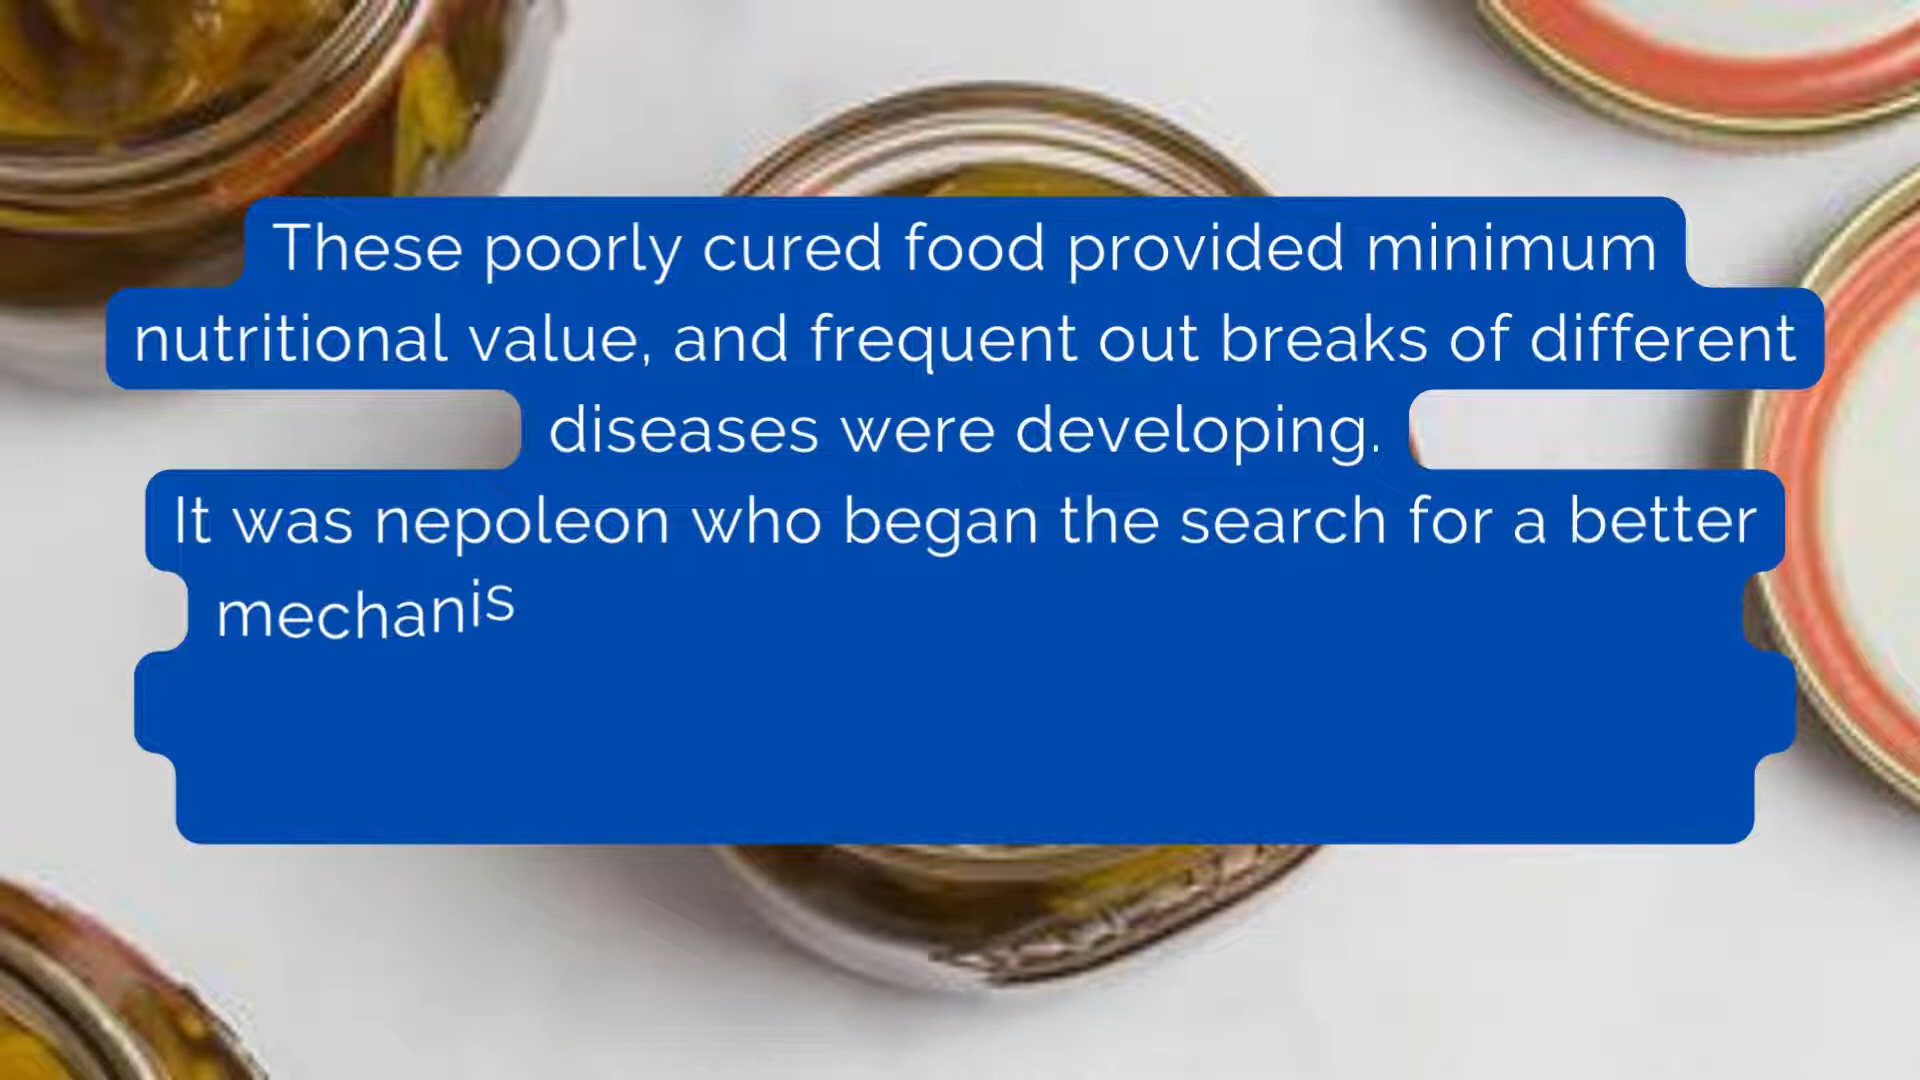 These poorly cured food provided minimum
nutritional value, and frequent out breaks of different
diseases were developing.
It was nepoleon who began the search for a better
mechanis